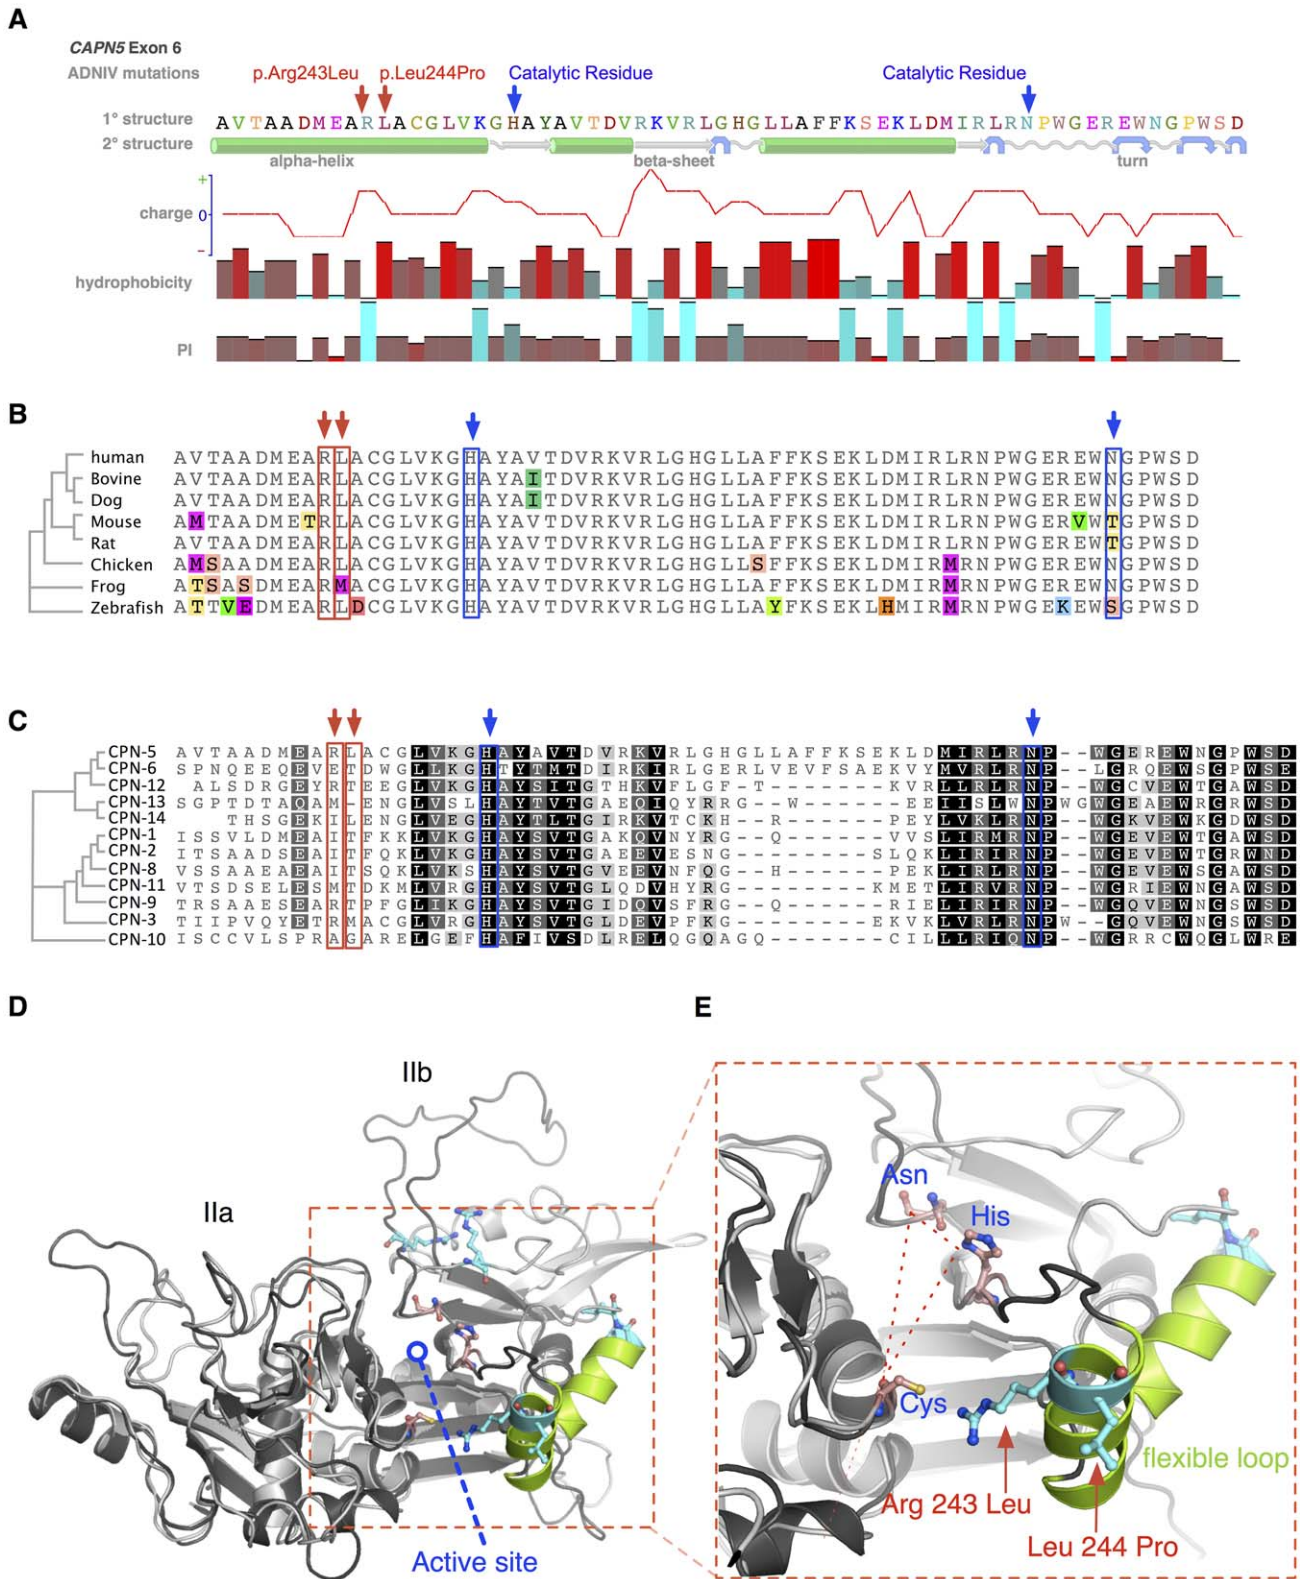 A
CAPN5 Exon 6
ADNIV mutations p.Arg243Leu p.Leu244Pro Catalytic Residue Catalytic Residue
1° structure AVTAADMEARLACGLVKGHAYAVTDVRKVRLGHGLLAFFKSEKLDMIRLRNPWGEREWNGPWSD
2° structure
alpha-helix beta-sheet turn
+
charge 0
-
hydrophobicity
PI
B
human AVTAADMEARLACGLVKGHAYAVTDVRKVRLGHGLLAFFKSEKLDMIRLRNPWGEREWNGPWSD
Bovine AVTAADMEARLACGLVKGHAYAITDVRKVRLGHGLLAFFKSEKLDMIRLRNPWGEREWNGPWSD
Dog AVTAADMEARLACGLVKGHAYAITDVRKVRLGHGLLAFFKSEKLDMIRLRNPWGEREWNGPWSD
Mouse AMTAADMETRLACGLVKGHAYAVTDVRKVRLGHGLLAFFKSEKLDMIRLRNPWGERVWTGPWSD
Rat AVTAADMEARLACGLVKGHAYAVTDVRKVRLGHGLLAFFKSEKLDMIRLRNPWGEREWTGPWSD
Chicken AMSAADMEARLACGLVKGHAYAVTDVRKVRLGHGLLSFFKSEKLDMIRMRNPWGEREWNGPWSD
Frog ATSASDMEARMACGLVKGHAYAVTDVRKVRLGHGLLAFFKSEKLDMIRMRNPWGEREWNGPWSD
Zebrafish ATTVEDMEARLDCGLVKGHAYAVTDVRKVRLGHGLLAYFKSEKLHMIRMRNPWGEKEWSGPWSD
C
CPN-5 AVTAADMEARLACGLVKGHAYAVTDVRKVRLGHGLLAFFKSEKLDMIRLRNP--WGEREWNGPWSD
CPN-6 SPNQEEQEVETDWGLLKGHTYTMTDIRKIRLGERLVEVFSAEKVYMVRLRNP--LGRQEWSGPWSE
CPN-12 ALSDRGEYRTEEGLVKGHAYSITGTHKVFLGF-T------KVRLLRLRNP--WGCVEWTGAWSD
CPN-13 SGPTDTAQAM-ENGLVSLHAYTVTGAEQIQYRRG--W-----EEIISLWNPWGWGEAEWRGRWSD
CPN-14 THSGEKILENGLVEGHAYTLTGIRKVTCKH--R-----PEYLVKLRNP--WGKVEWKGDWSD
CPN-1 ISSVLDMEAITFKKLVKGHAYSVTGAKQVNYRG--Q-----VVSLIRMRNP--WGEVEWTGAWSD
CPN-2 ITSAADSEAITFQKLVKGHAYSVTGAEEVESNG-------SLQKLIRIRNP--WGEVEWTGRWND
CPN-8 VSSAAEAEAITSQKLVKSHAYSVTGVEEVNFQG--H-----PEKLIRLRNP--WGEVEWSGAWSD
CPN-11 VTSDSELESMTDKMLVRGHAYSVTGLQDVHYRG-------KMETLIRVRNP--WGRIEWNGAWSD
CPN-9 TRSAASESEARTPFGLIKGHAYSVTGIDQVSFRG--Q-----RIELIRIRNP--WGQVEWNGSWSD
CPN-3 TIIPVQYETRMACGLVRGHAYSVTGLDEVPFKG-------EKVKLVRLRNPW--GQVEWNGSWSD
CPN-10 ISCCVLSPRAGARELGEFHAFIVSDLRELQGQAGQ------CILLLRIQNP--WGRRCWQGLWRE
D
E
IIb
IIa
Active site
Asn
His
Cys
flexible loop
Arg 243 Leu
Leu 244 Pro